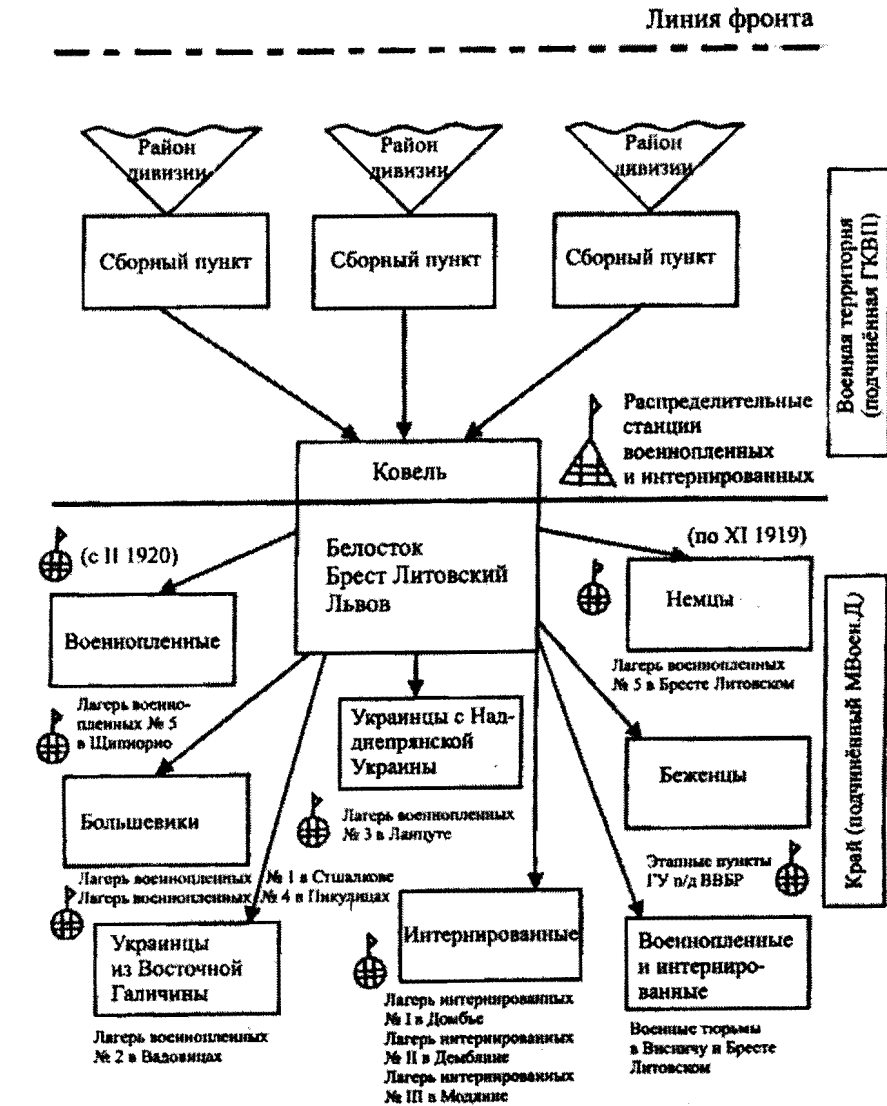 Линия фронта
Район
дивизии
Район
дивизии
Район
дивизии
Сборный пункт
Сборный пункт
Сборный пункт
Военная территория
(подчинённая ГКВП)
Распределительные
станции
военнопленных
и интернированных
Ковель
Белосток
Брест Литовский
Львов
(с II 1920)
Военнопленные
Лагерь военно-
пленных № 5
в Щипиорно
(по XI 1919)
Немцы
Лагерь военнопленных
№ 5 в Бресте Литовском
Край (подчинённый МВоен.Д)
Украинцы с Над-
днепрянской
Украины
Лагерь военнопленных
№ 3 в Ланцуте
Большевики
Лагерь военнопленных № 1 в Стшалкове
Лагерь военнопленных № 4 в Пикулицах
Беженцы
Этапные пункты
ГУ п/д ВВБР
Украинцы
из Восточной
Галичины
Лагерь военнопленных
№ 2 в Вадовицах
Интернированные
Лагерь интернированных
№ I в Домбье
Лагерь интернированных
№ II в Демблине
Лагерь интернированных
№ III в Модлине
Военнопленные
и интерниро-
ванные
Военные тюрьмы
в Висничу и Бресте
Литовском